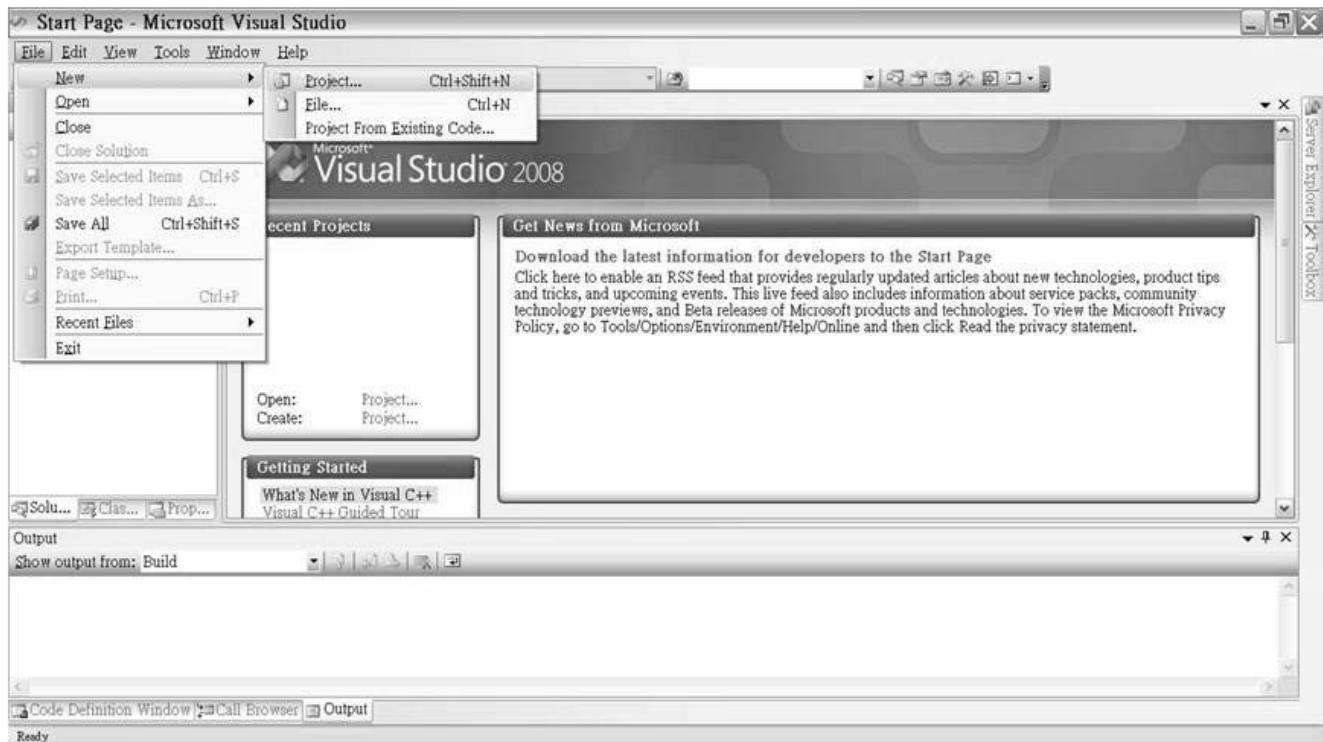 Start Page - Microsoft Visual Studio
File Edit View Tools Window Help
New
Open
Close
Close Solution
Save Selected Items Ctrl+S
Save Selected Items As...
Save All Ctrl+Shift+S
Export Template...
Page Setup...
Print... Ctrl+P
Recent Files
Exit
Project... Ctrl+Shift+N
File... Ctrl+N
Project From Existing Code...
Microsoft
Visual Studio 2008
ecent Projects
Open: Project...
Create: Project...
Getting Started
What's New in Visual C++
Visual C++ Guided Tour
Get News from Microsoft
Download the latest information for developers to the Start Page
Click here to enable an RSS feed that provides regularly updated articles about new technologies, product tips
and tricks, and upcoming events. This live feed also includes information about service packs, community
technology previews, and Beta releases of Microsoft products and technologies. To view the Microsoft Privacy
Policy, go to Tools/Options/Environment/Help/Online and then click Read the privacy statement.
Server Explorer
Toolbox
Solu... Clas... Prop...
Output
Show output from: Build
Code Definition Window Call Browser Output
Ready